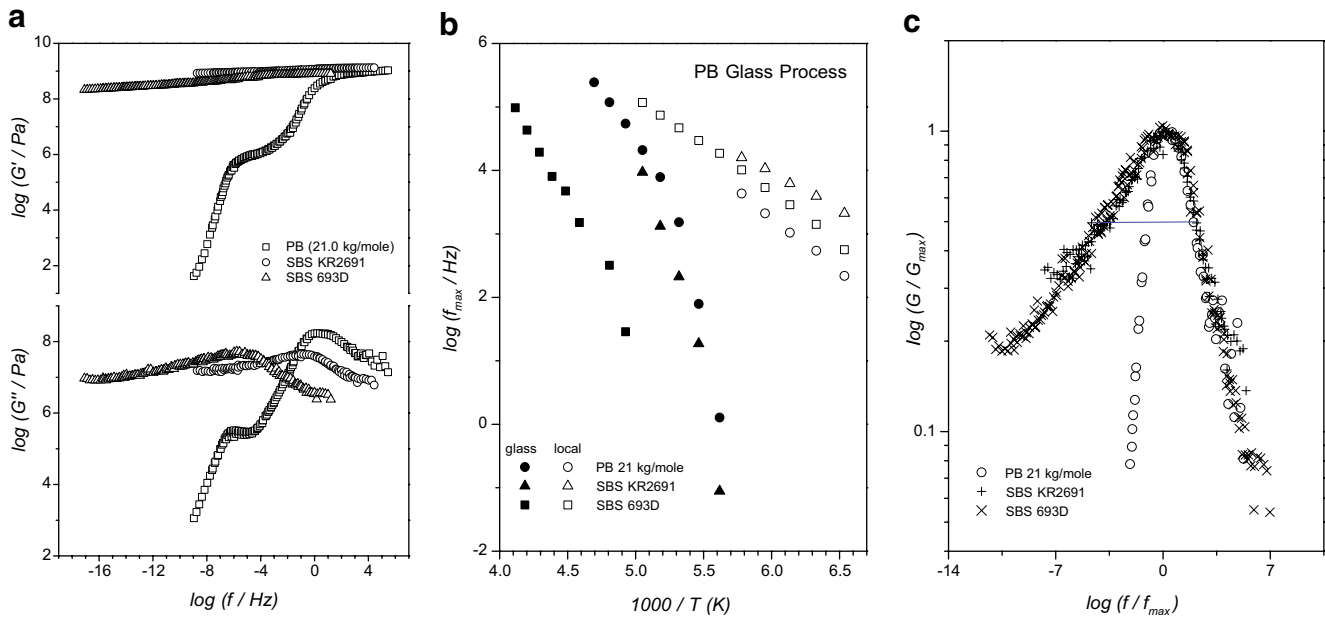 a
10
8
6
4
2
log (G' / Pa)
PB (21.0 kg/mole)
SBS KR2691
SBS 693D
8
6
4
2
log (G'' / Pa)
-16 -12 -8 -4 0 4
log (f / Hz)
b
6
4
2
0
-2
log (f_max / Hz)
PB Glass Process
glass local
PB 21 kg/mole
SBS KR2691
SBS 693D
4.0 4.5 5.0 5.5 6.0 6.5
1000 / T (K)
c
1
0.1
log (G / G_max)
PB 21 kg/mole
SBS KR2691
SBS 693D
-14 -7 0 7
log (f / f_max)